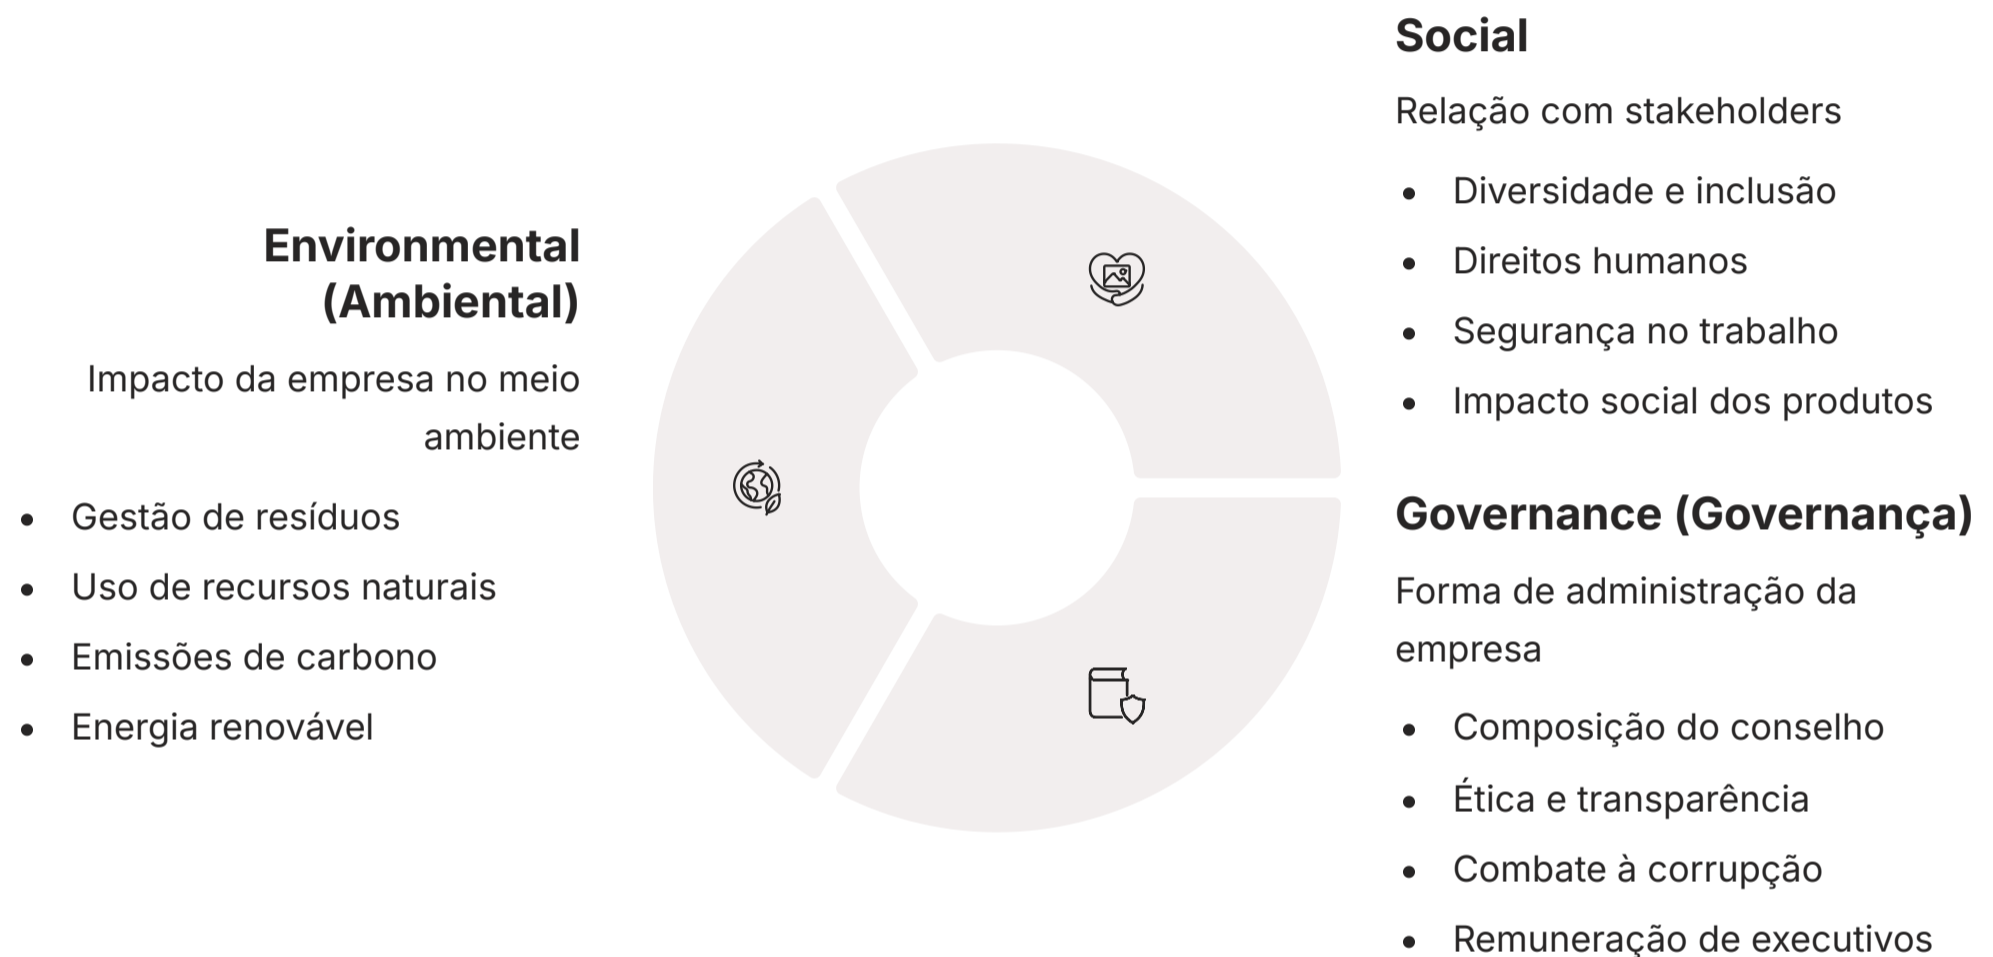 Environmental
(Ambiental)
Impacto da empresa no meio
ambiente
• Gestão de resíduos
• Uso de recursos naturais
• Emissões de carbono
• Energia renovável
Social
Relação com stakeholders
• Diversidade e inclusão
• Direitos humanos
• Segurança no trabalho
• Impacto social dos produtos
Governance (Governança)
Forma de administração da
empresa
• Composição do conselho
• Ética e transparência
• Combate à corrupção
• Remuneração de executivos